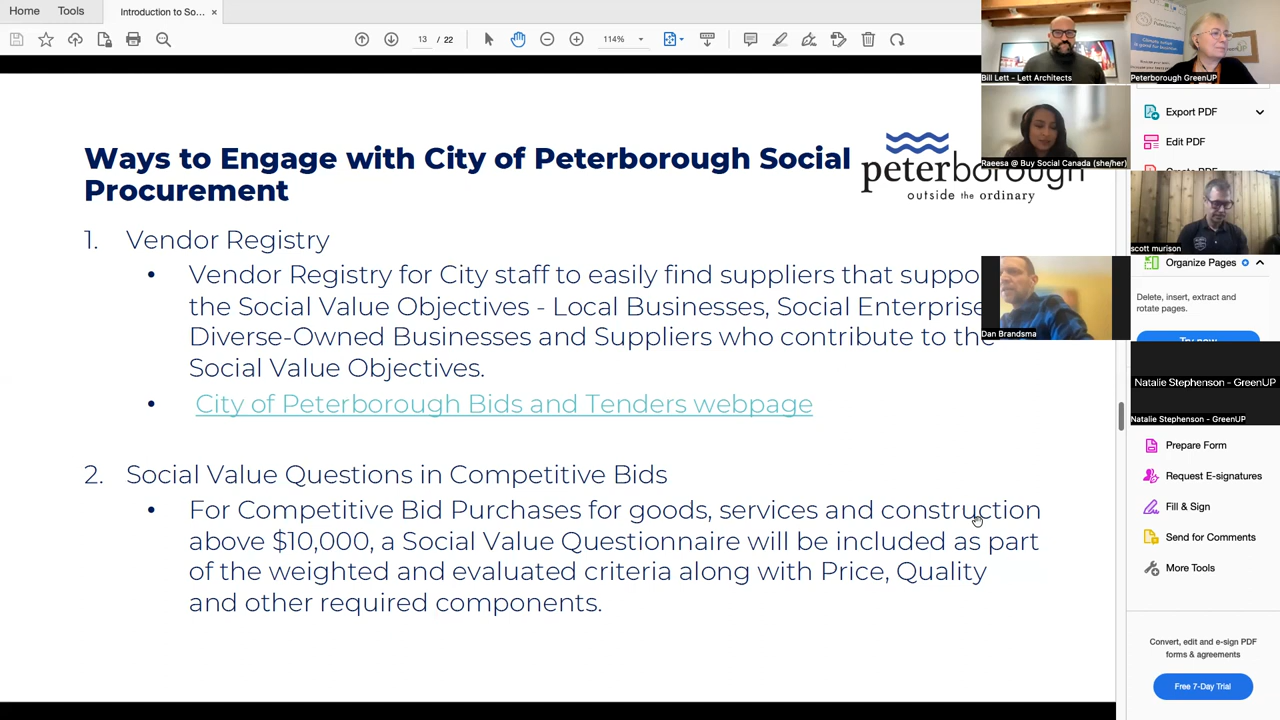 Home
Tools
Introduction to So...
13 / 22
114%
Ways to Engage with City of Peterborough Social
Procurement
peterborough
outside the ordinary
1. Vendor Registry
• Vendor Registry for City staff to easily find suppliers that suppo
the Social Value Objectives - Local Businesses, Social Enterprise
Diverse-Owned Businesses and Suppliers who contribute to the
Social Value Objectives.
• City of Peterborough Bids and Tenders webpage
2. Social Value Questions in Competitive Bids
• For Competitive Bid Purchases for goods, services and construction
above $10,000, a Social Value Questionnaire will be included as part
of the weighted and evaluated criteria along with Price, Quality
and other required components.
Bill Lett - Lett Architects
Peterborough GreenUP
Raeesa @ Buy Social Canada (she/her)
scott murison
Dan Brandsma
Natalie Stephenson - GreenUP
Natalie Stephenson - GreenUP
Export PDF
Edit PDF
Create PDF
Organize Pages
Delete, insert, extract and
rotate pages.
Try now
Prepare Form
Request E-signatures
Fill & Sign
Send for Comments
More Tools
Convert, edit and e-sign PDF
forms & agreements
Free 7-Day Trial